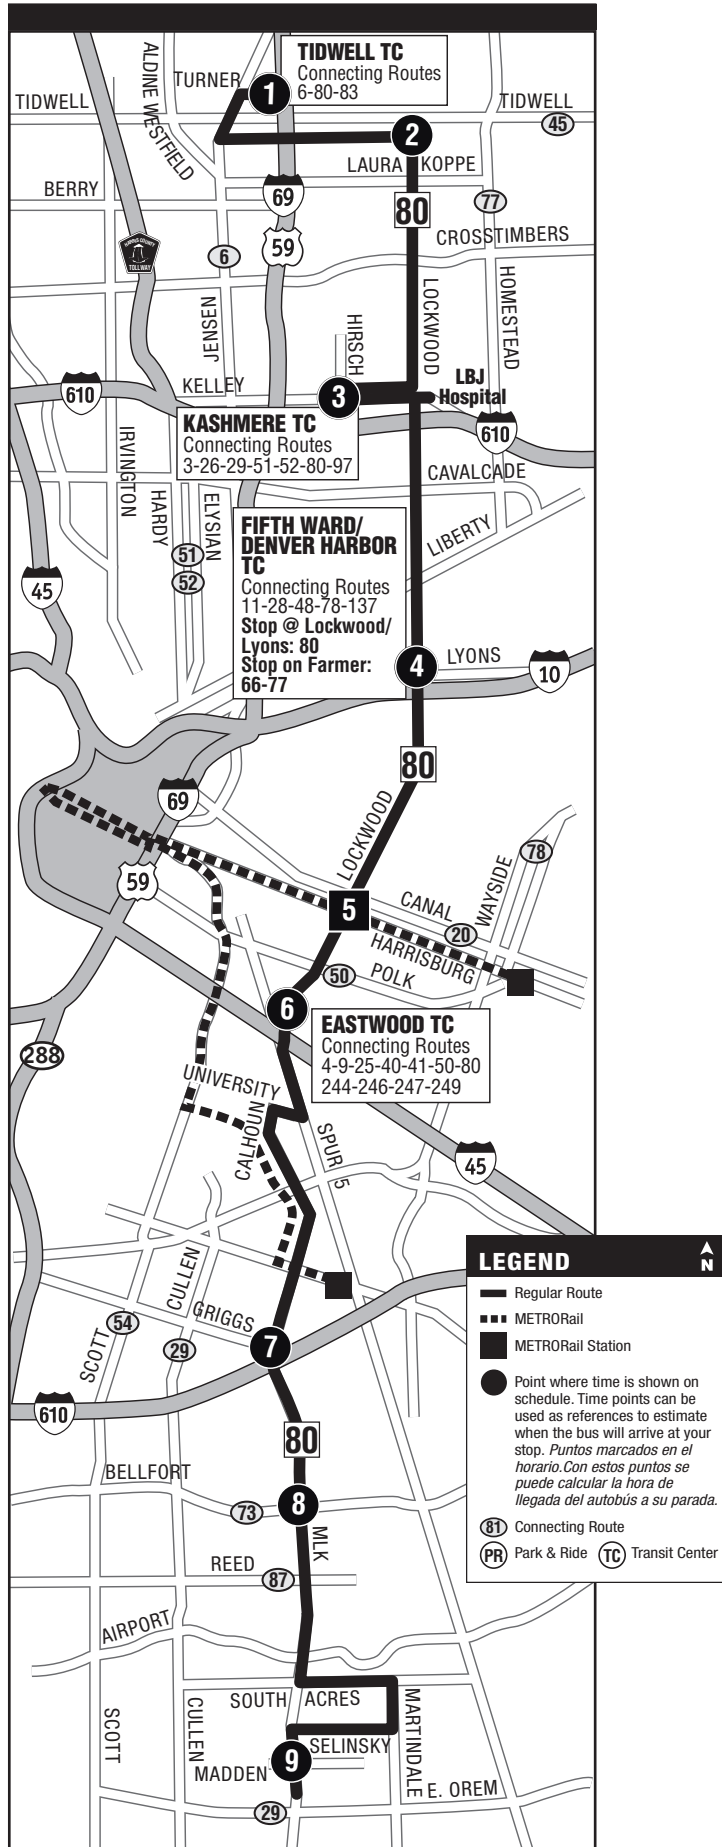 TIDWELL TC
Connecting Routes
6-80-83
TURNER
1
ALDINE WESTFIELD
TIDWELL
TIDWELL
45
2
LAURA KOPPE
BERRY
69
80
77
59
CROSSTIMBERS
6
HARRIS COUNTY
TOLLWAY
JENSEN
HIRSCH
LOCKWOOD
HOMESTEAD
610
KELLEY
3
LBJ
Hospital
610
KASHMERE TC
Connecting Routes
3-26-29-51-52-80-97
CAVALCADE
IRVINGTON
HARDY
ELYSIAN
LIBERTY
51
52
45
FIFTH WARD/
DENVER HARBOR
TC
Connecting Routes
11-28-48-78-137
Stop @ Lockwood/
Lyons: 80
Stop on Farmer:
66-77
4
LYONS
10
80
69
LOCKWOOD
59
78
WAYSIDE
5
CANAL
20
HARRISBURG
50
POLK
6
EASTWOOD TC
Connecting Routes
4-9-25-40-41-50-80
244-246-247-249
288
UNIVERSITY
CALHOUN
SPUR 5
45
CULLEN
GRIGGS
54
SCOTT
29
7
610
80
BELLFORT
8
73
MLK
REED
87
AIRPORT
SOUTH ACRES
SCOTT
CULLEN
MARTINDALE
SELINSKY
9
MADDEN
E. OREM
29
LEGEND
N
Regular Route
METRORail
METRORail Station
Point where time is shown on
schedule. Time points can be
used as references to estimate
when the bus will arrive at your
stop. Puntos marcados en el
horario.Con estos puntos se
puede calcular la hora de
llegada del autobús a su parada.
81 Connecting Route
PR Park & Ride TC Transit Center